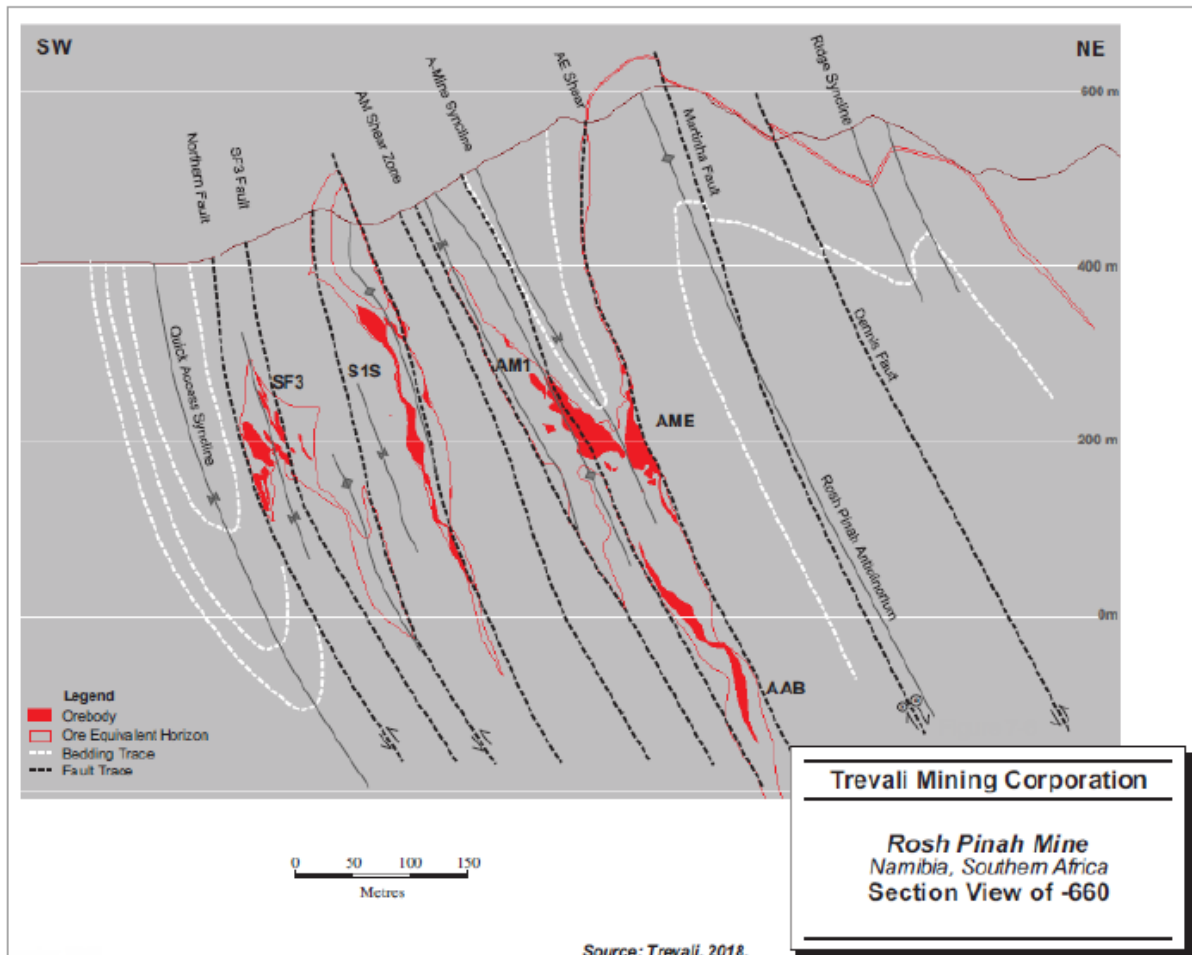 SW
NE
Northern Fault
SF3 Fault
AM Shear Zone
A-Mine Syncline
AE Shear
Martinha Fault
Ridge Syncline
600 m
400 m
200 m
0m
Quick Access Syncline
SF3
S1S
AM1
AME
AAB
Dennis Fault
Rosh Pinah Anticlinorium
Legend
Orebody
Ore Equivalent Horizon
Bedding Trace
Fault Trace
0 50 100 150
Metres
Trevali Mining Corporation
Rosh Pinah Mine
Namibia, Southern Africa
Section View of -660
Source: Trevali, 2018.